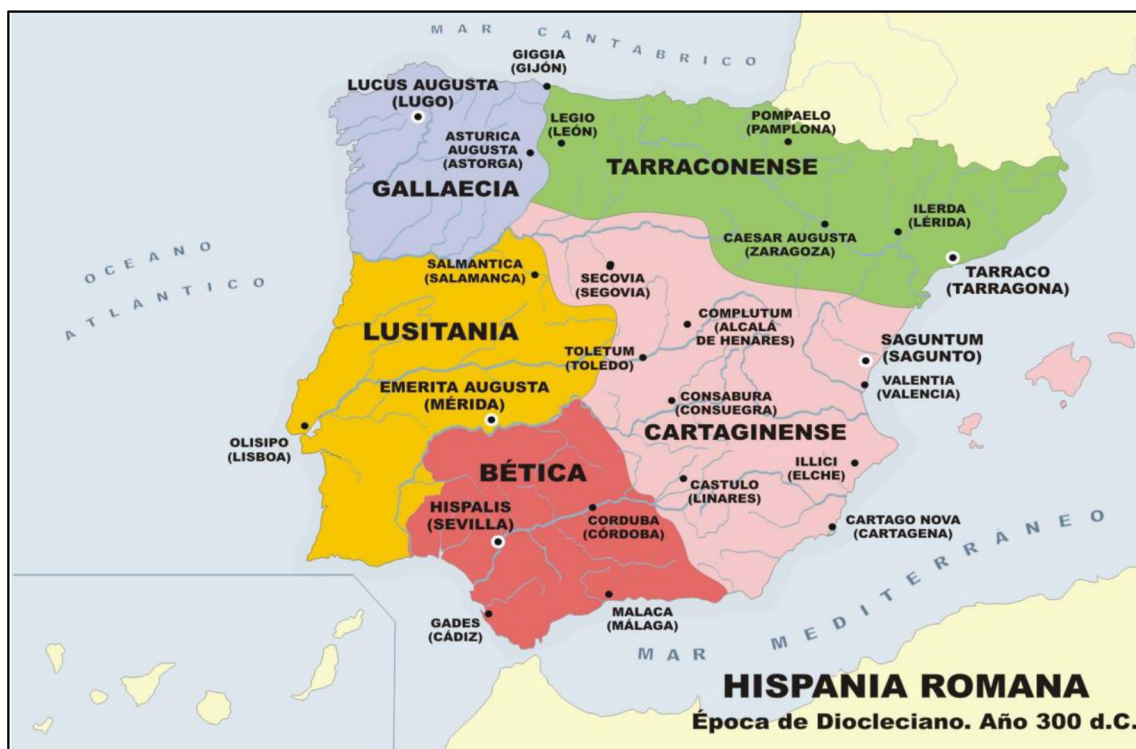 MAR CANTÁBRICO
GIGGIA
(GIJÓN)
LUCUS AUGUSTA
(LUGO)
LEGIO
(LEÓN)
POMPAELO
(PAMPLONA)
ASTURICA
AUGUSTA
(ASTORGA)
TARRACONENSE
GALLAECIA
ILERDA
(LÉRIDA)
CAESAR AUGUSTA
(ZARAGOZA)
OCEANO
ATLÁNTICO
SALMANTICA
(SALAMANCA)
SECOVIA
(SEGOVIA)
TARRACO
(TARRAGONA)
LUSITANIA
COMPLUTUM
(ALCALÁ
DE HENARES)
TOLETUM
(TOLEDO)
SAGUNTUM
(SAGUNTO)
EMERITA AUGUSTA
(MÉRIDA)
VALENTIA
(VALENCIA)
CONSABURA
(CONSUEGRA)
OLISIPO
(LISBOA)
CARTAGINENSE
BÉTICA
ILLICI
(ELCHE)
CASTULO
(LINARES)
HISPALIS
(SEVILLA)
CORDUBA
(CÓRDOBA)
CARTAGO NOVA
(CARTAGENA)
GADES
(CÁDIZ)
MALACA
(MÁLAGA)
MAR MEDITERRÁNEO
HISPANIA ROMANA
Época de Diocleciano. Año 300 d.C.